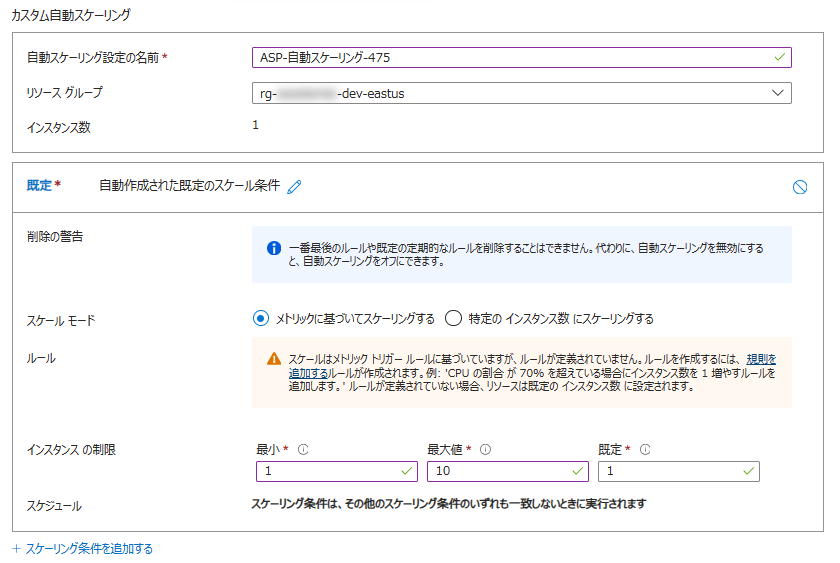 カスタム自動スケーリング
自動スケーリング設定の名前 *
ASP-自動スケーリング-475
リソース グループ
rg- -dev-eastus
インスタンス数
1
既定 *
自動作成された既定のスケール条件
削除の警告
一番最後のルールや既定の定期的なルールを削除することはできません。代わりに、自動スケーリングを無効にする
と、自動スケーリングをオフにできます。
スケール モード
メトリックに基づいてスケーリングする
特定の インスタンス数 にスケーリングする
ルール
スケールはメトリック トリガー ルールに基づいていますが、ルールが定義されていません。ルールを作成するには、 規則を
追加するルールが作成されます。例: 'CPU の割合 が 70% を超えている場合にインスタンス数を 1 増やすルールを
追加します。' ルールが定義されていない場合、リソースは既定の インスタンス数 に設定されます。
インスタンス の制限
最小 *
最大値 *
既定 *
1
10
1
スケジュール
スケーリング条件は、その他のスケーリング条件のいずれも一致しないときに実行されます
+ スケーリング条件を追加する